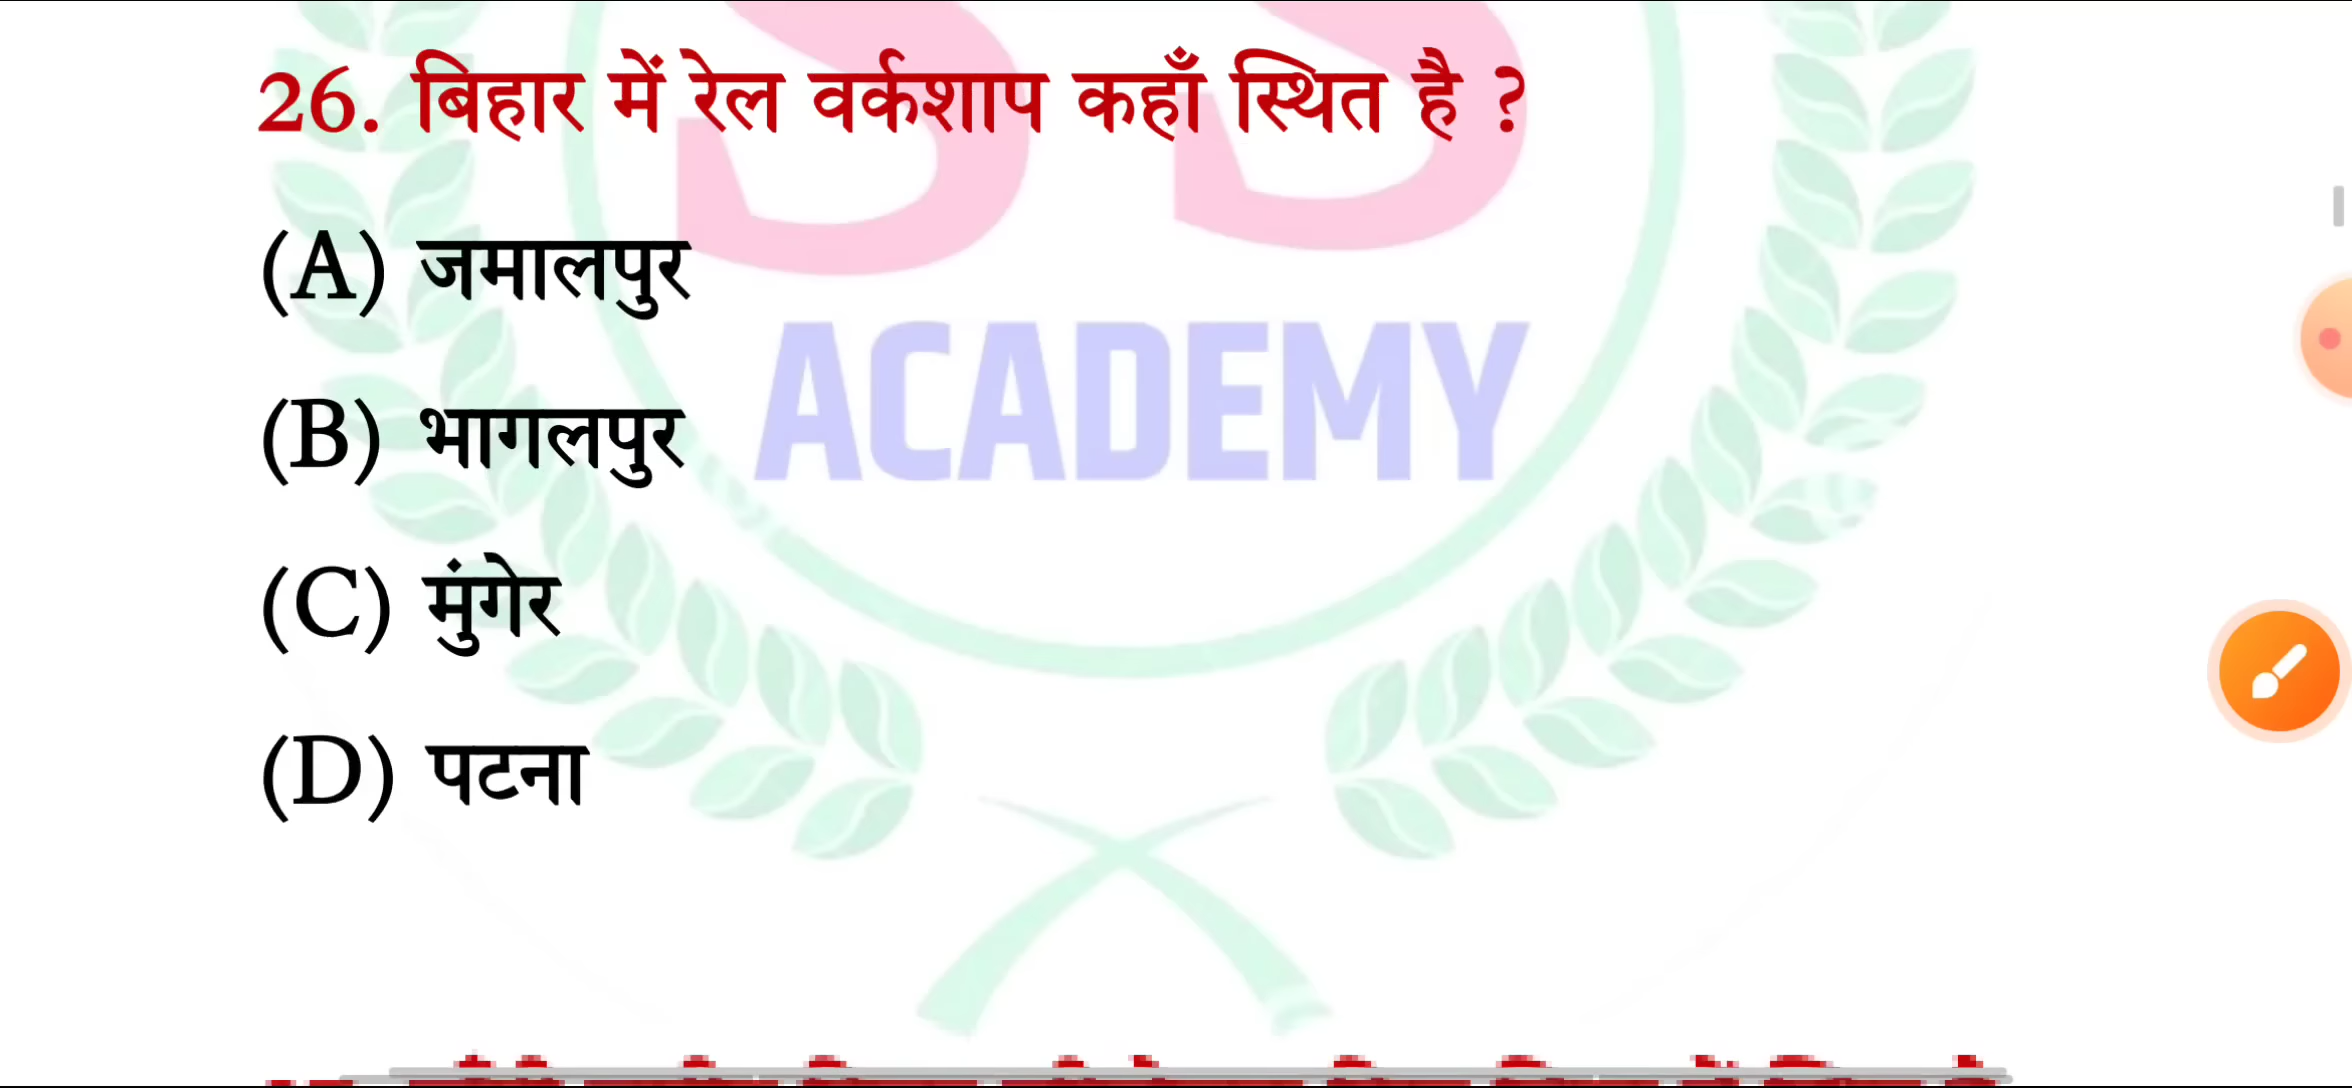 S S
26. बिहार में रेल वर्कशाप कहाँ स्थित है ?
(A) जमालपुर
ACADEMY
(B) भागलपुर
(C) मुंगेर
(D) पटना